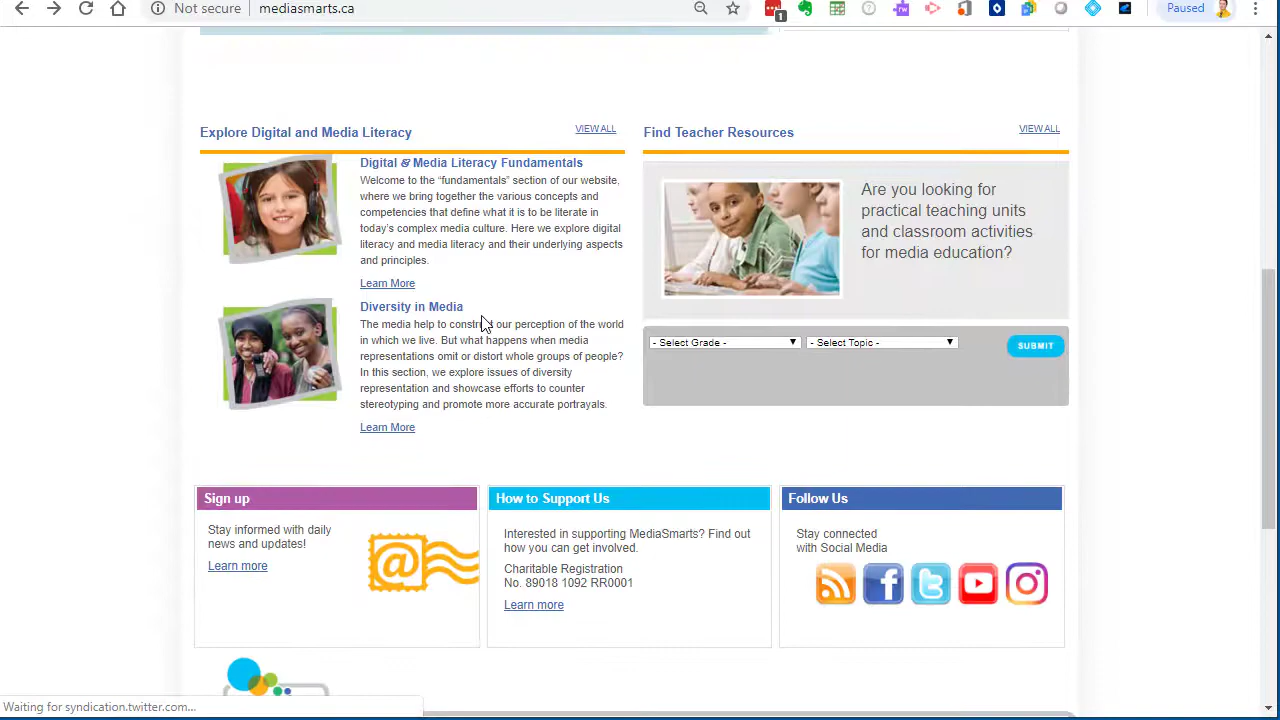 Not secure
mediasmarts.ca
1
Paused
Explore Digital and Media Literacy
VIEW ALL
Digital & Media Literacy Fundamentals
Welcome to the “fundamentals” section of our website,
where we bring together the various concepts and
competencies that define what it is to be literate in
today’s complex media culture. Here we explore digital
literacy and media literacy and their underlying aspects
and principles.
Learn More
Diversity in Media
The media help to construct our perception of the world
in which we live. But what happens when media
representations omit or distort whole groups of people?
In this section, we explore issues of diversity
representation and showcase efforts to counter
stereotyping and promote more accurate portrayals.
Learn More
Find Teacher Resources
VIEW ALL
Are you looking for
practical teaching units
and classroom activities
for media education?
- Select Grade -
- Select Topic -
SUBMIT
Sign up
Stay informed with daily
news and updates!
Learn more
How to Support Us
Interested in supporting MediaSmarts? Find out
how you can get involved.
Charitable Registration
No. 89018 1092 RR0001
Learn more
Follow Us
Stay connected
with Social Media
Waiting for syndication.twitter.com...